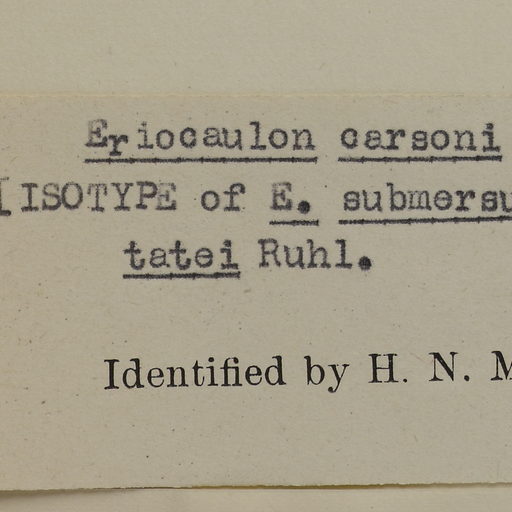 Eriocaulon carsoni
[ISOTYPE of E. submersu
tatei Ruhl.
Identified by H. N. M